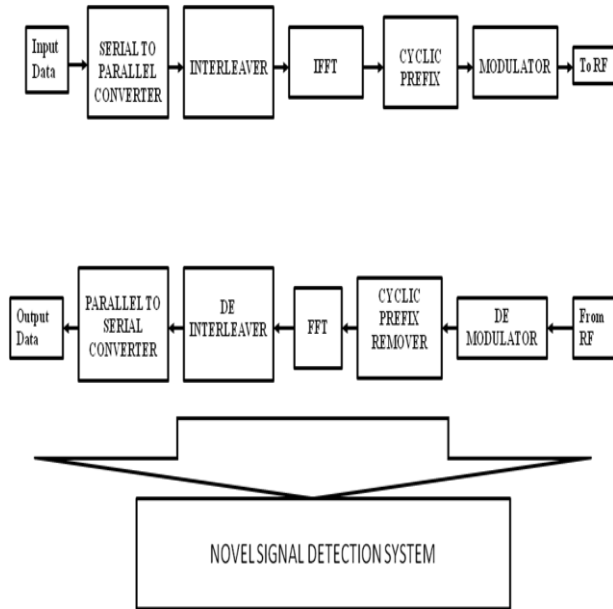 Input
Data
SERIAL TO
PARALLEL
CONVERTER
INTERLEAVER
IFFT
CYCLIC
PREFIX
MODULATOR
To RF
Output
Data
PARALLEL TO
SERIAL
CONVERTER
DE
INTERLEAVER
FFT
CYCLIC
PREFIX
REMOVER
DE
MODULATOR
From
RF
NOVEL SIGNAL DETECTION SYSTEM